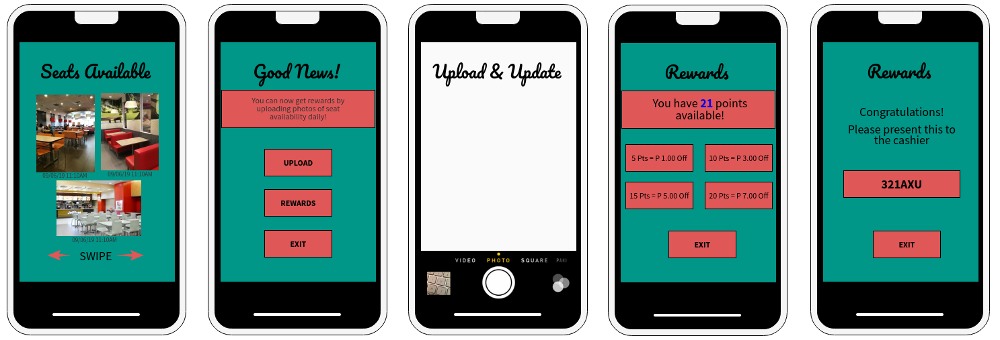 Seats Available
09/06/19 11:10AM
09/06/19 11:10AM
09/06/19 11:10AM
SWIPE
Good News!
You can now get rewards by
uploading photos of seat
availability daily!
UPLOAD
REWARDS
EXIT
Upload & Update
VIDEO PHOTO SQUARE PANO
Rewards
You have 21 points
available!
5 Pts = P 1.00 Off
10 Pts = P 3.00 Off
15 Pts = P 5.00 Off
20 Pts = P 7.00 Off
EXIT
Rewards
Congratulations!
Please present this to
the cashier
321AXU
EXIT